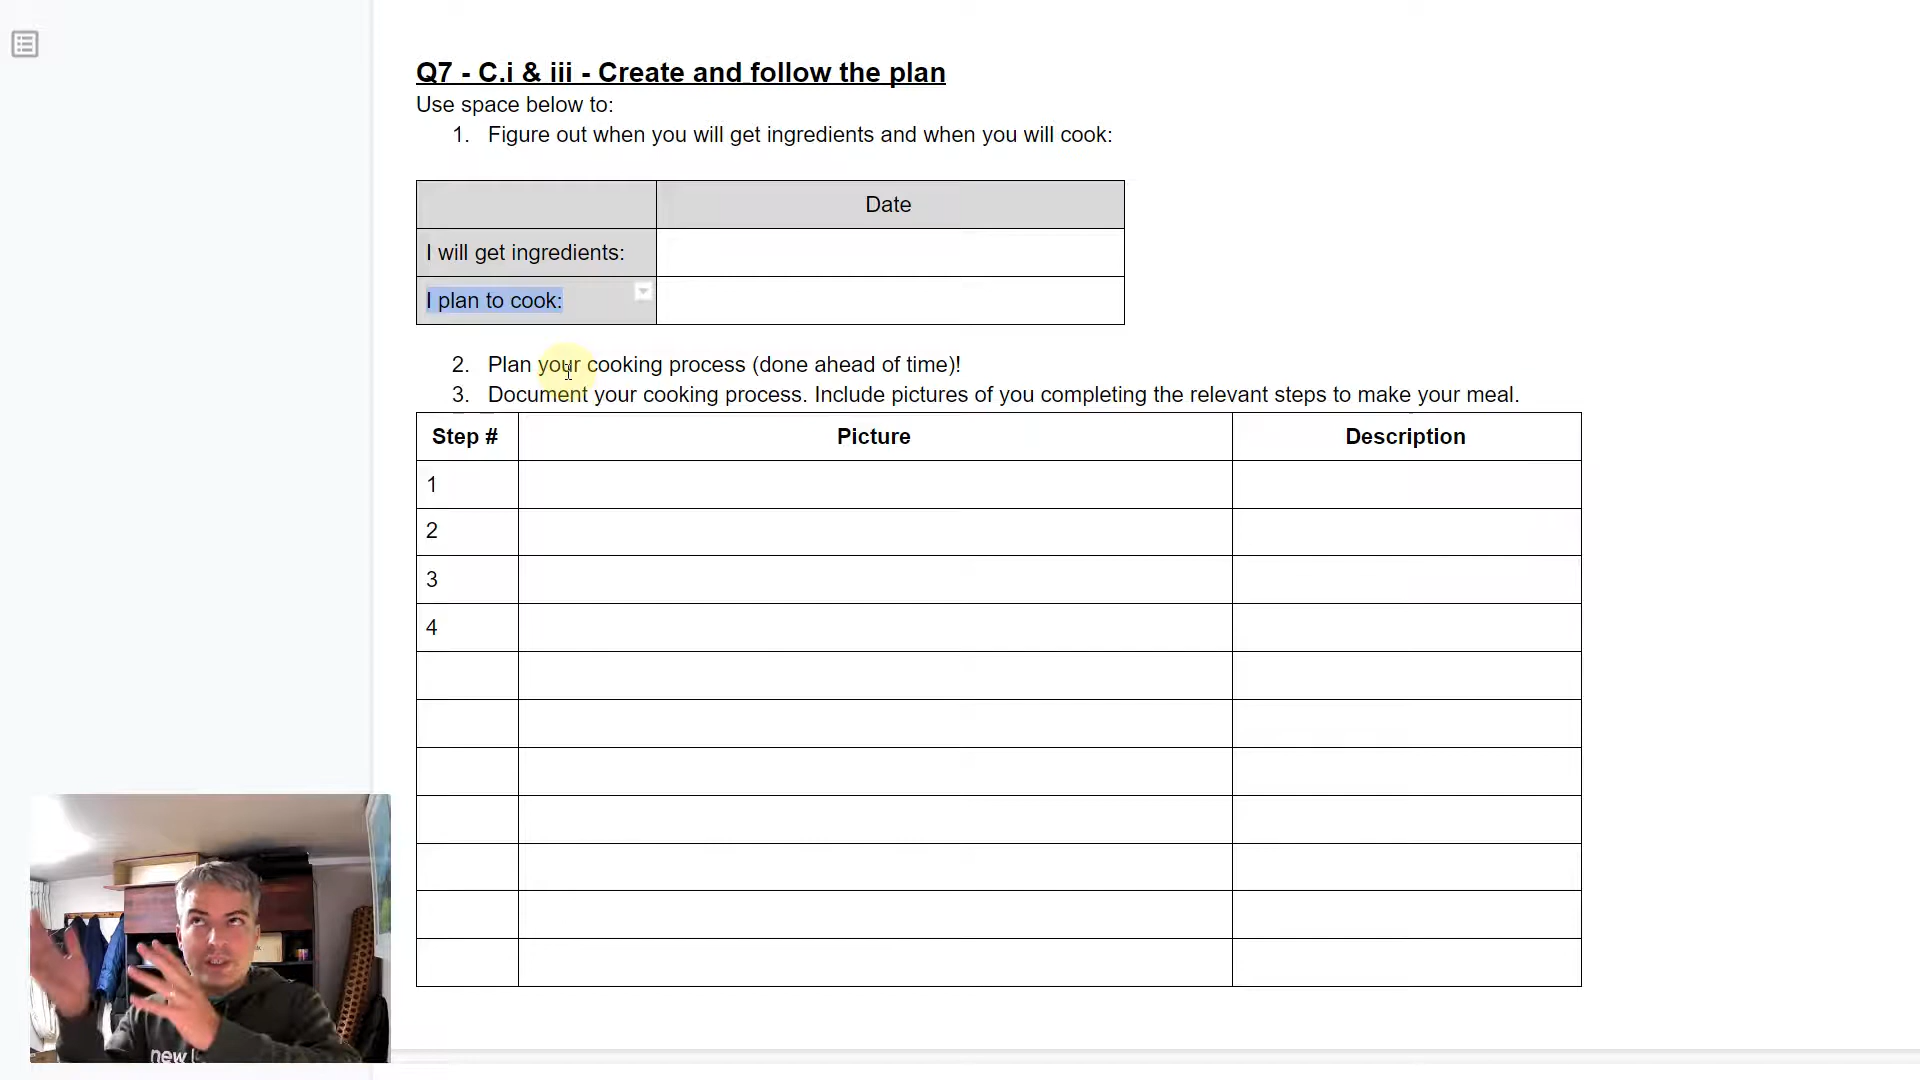 Q7 - C.i & iii - Create and follow the plan
Use space below to:
1. Figure out when you will get ingredients and when you will cook:
Date
I will get ingredients:
I plan to cook:
2. Plan your cooking process (done ahead of time)!
3. Document your cooking process. Include pictures of you completing the relevant steps to make your meal.
Step # Picture Description
1
2
3
4
new